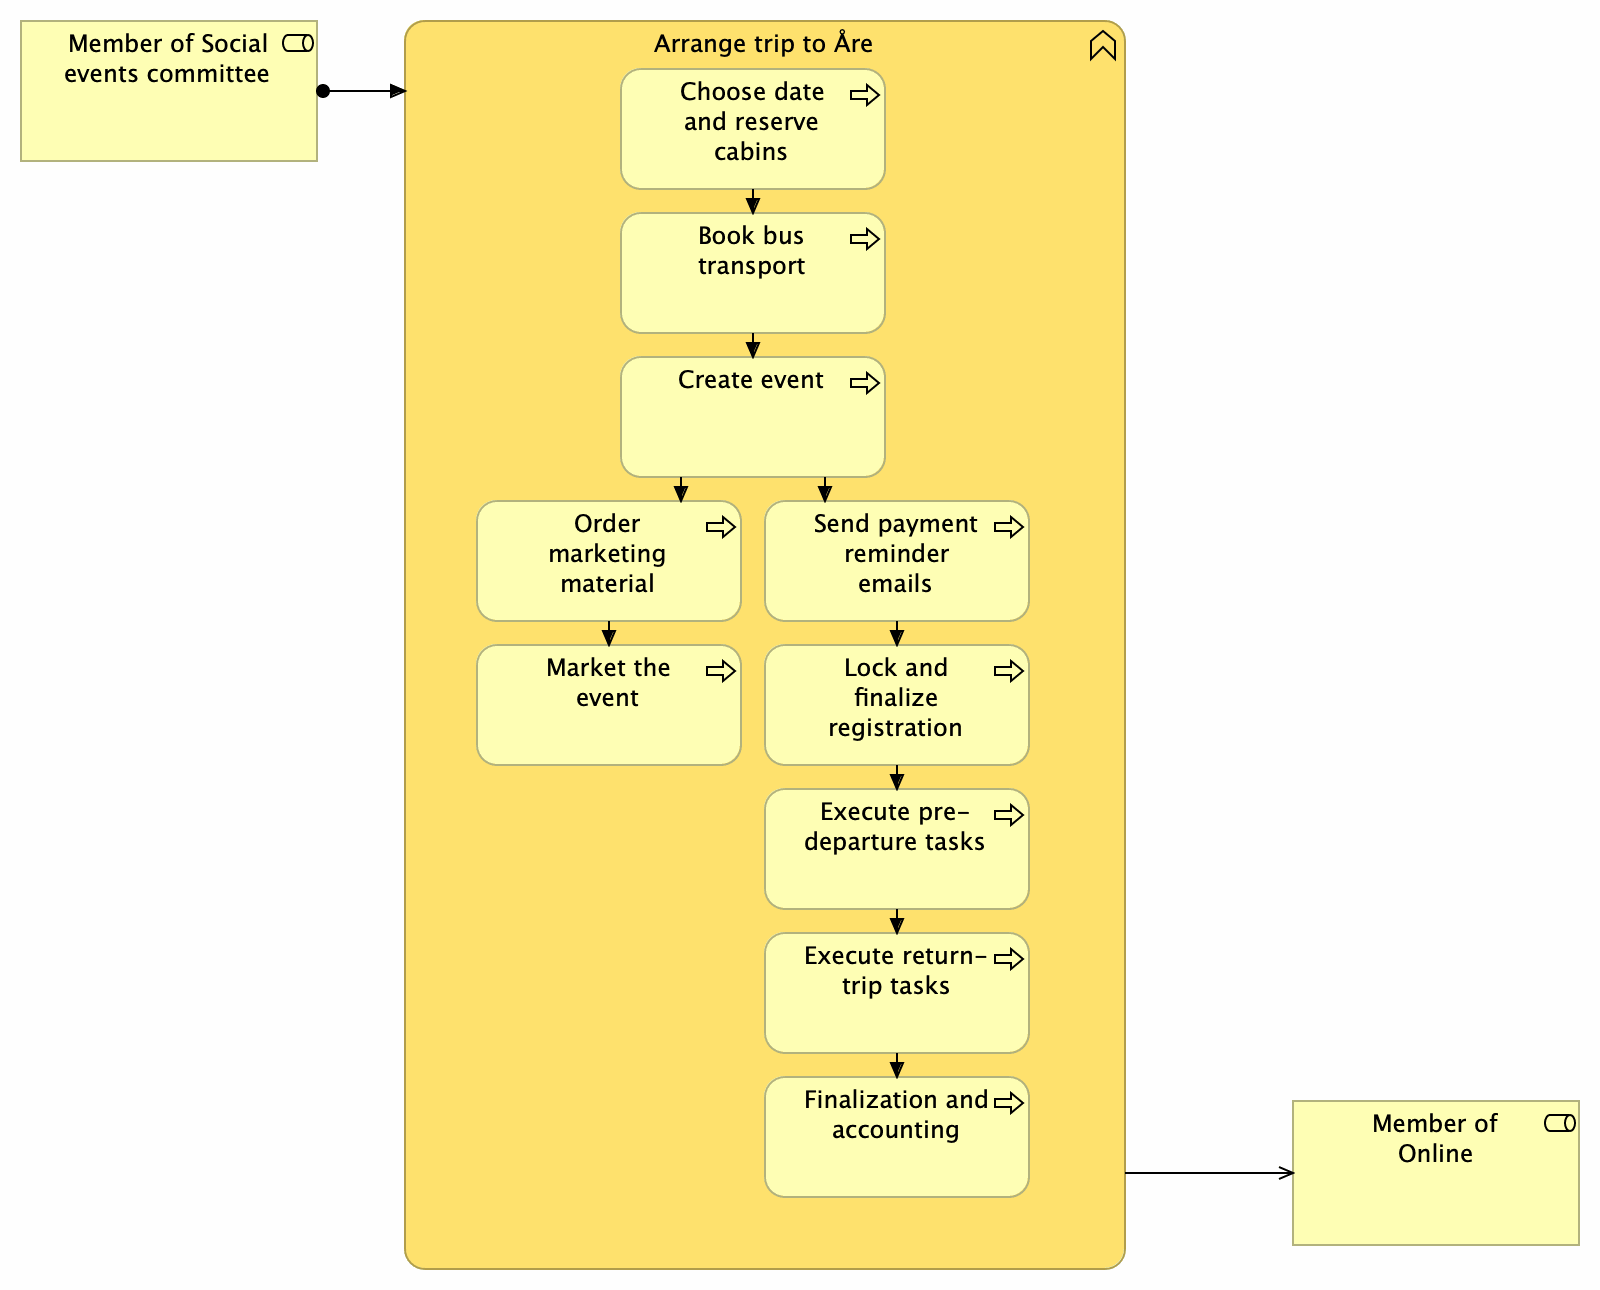 Member of Social
events committee
Arrange trip to Åre
Choose date
and reserve
cabins
Book bus
transport
Create event
Order
marketing
material
Send payment
reminder
emails
Market the
event
Lock and
finalize
registration
Execute pre-
departure tasks
Execute return-
trip tasks
Finalization and
accounting
Member of
Online